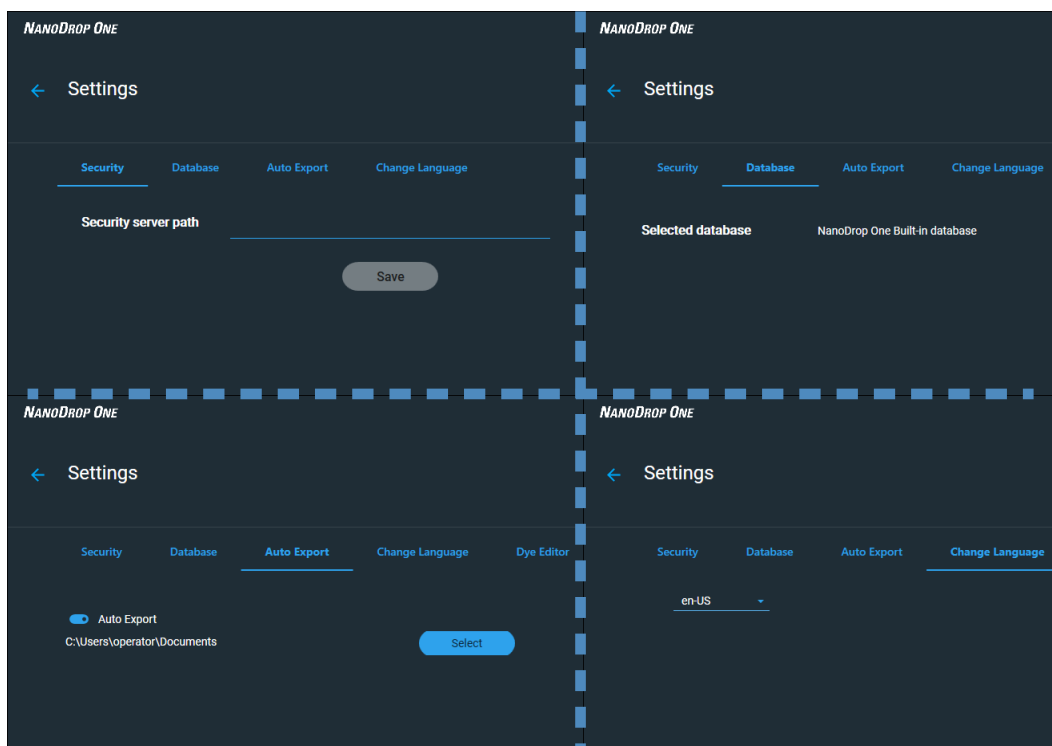 NANODROP ONE
Settings
Security Database Auto Export Change Language
Security server path
Save
NANODROP ONE
Settings
Security Database Auto Export Change Language
Selected database NanoDrop One Built-in database
NANODROP ONE
Settings
Security Database Auto Export Change Language Dye Editor
Auto Export
C:\Users\operator\Documents
Select
NANODROP ONE
Settings
Security Database Auto Export Change Language
en-US